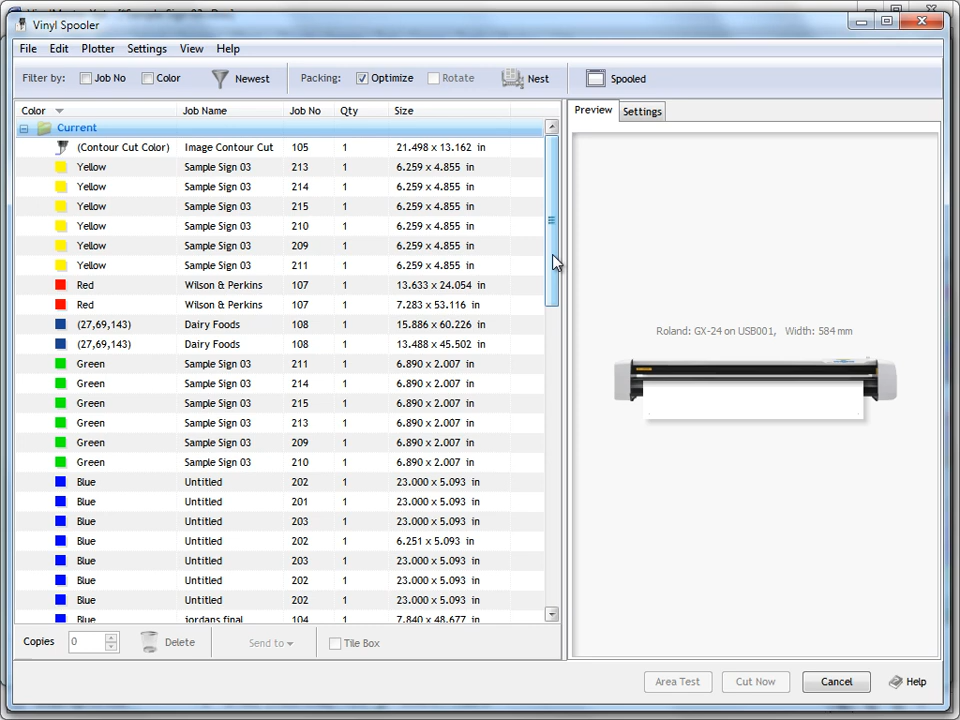 Vinyl Spooler
File Edit Plotter Settings View Help
Filter by: Job No Color Newest Packing: Optimize Rotate Nest Spooled
Color Job Name Job No Qty Size
Preview Settings
Current
(Contour Cut Color) Image Contour Cut 105 1 21.498 x 13.162 in
Yellow Sample Sign 03 213 1 6.259 x 4.855 in
Yellow Sample Sign 03 214 1 6.259 x 4.855 in
Yellow Sample Sign 03 215 1 6.259 x 4.855 in
Yellow Sample Sign 03 210 1 6.259 x 4.855 in
Yellow Sample Sign 03 209 1 6.259 x 4.855 in
Yellow Sample Sign 03 211 1 6.259 x 4.855 in
Red Wilson & Perkins 107 1 13.633 x 24.054 in
Red Wilson & Perkins 107 1 7.283 x 53.116 in
(27,69,143) Dairy Foods 108 1 15.886 x 60.226 in
(27,69,143) Dairy Foods 108 1 13.488 x 45.502 in
Green Sample Sign 03 211 1 6.890 x 2.007 in
Green Sample Sign 03 214 1 6.890 x 2.007 in
Green Sample Sign 03 215 1 6.890 x 2.007 in
Green Sample Sign 03 213 1 6.890 x 2.007 in
Green Sample Sign 03 209 1 6.890 x 2.007 in
Green Sample Sign 03 210 1 6.890 x 2.007 in
Blue Untitled 202 1 23.000 x 5.093 in
Blue Untitled 201 1 23.000 x 5.093 in
Blue Untitled 203 1 23.000 x 5.093 in
Blue Untitled 202 1 6.251 x 5.093 in
Blue Untitled 203 1 23.000 x 5.093 in
Blue Untitled 202 1 23.000 x 5.093 in
Blue Untitled 202 1 23.000 x 5.093 in
Blue jordans final 104 1 7.840 x 48.677 in
Roland: GX-24 on USB001, Width: 584 mm
Copies 0 Delete Send to Tile Box
Area Test Cut Now Cancel Help